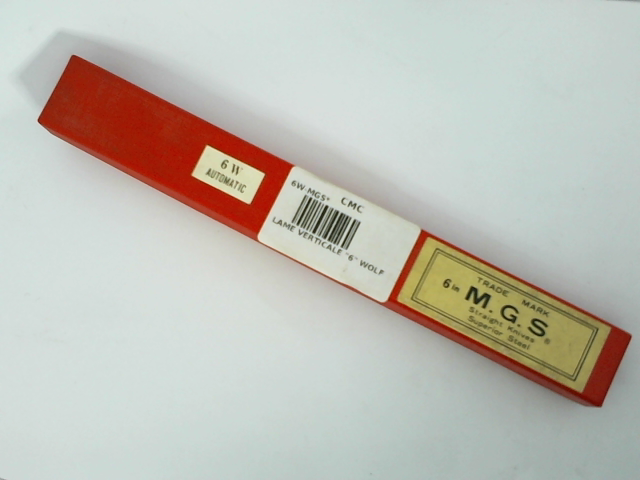 6 W
AUTOMATIC
6W-MGS* CMC
LAME VERTICALE "6" WOLF
TRADE MARK
6 in M.G.S ®
Straight Knives
Superior Steel